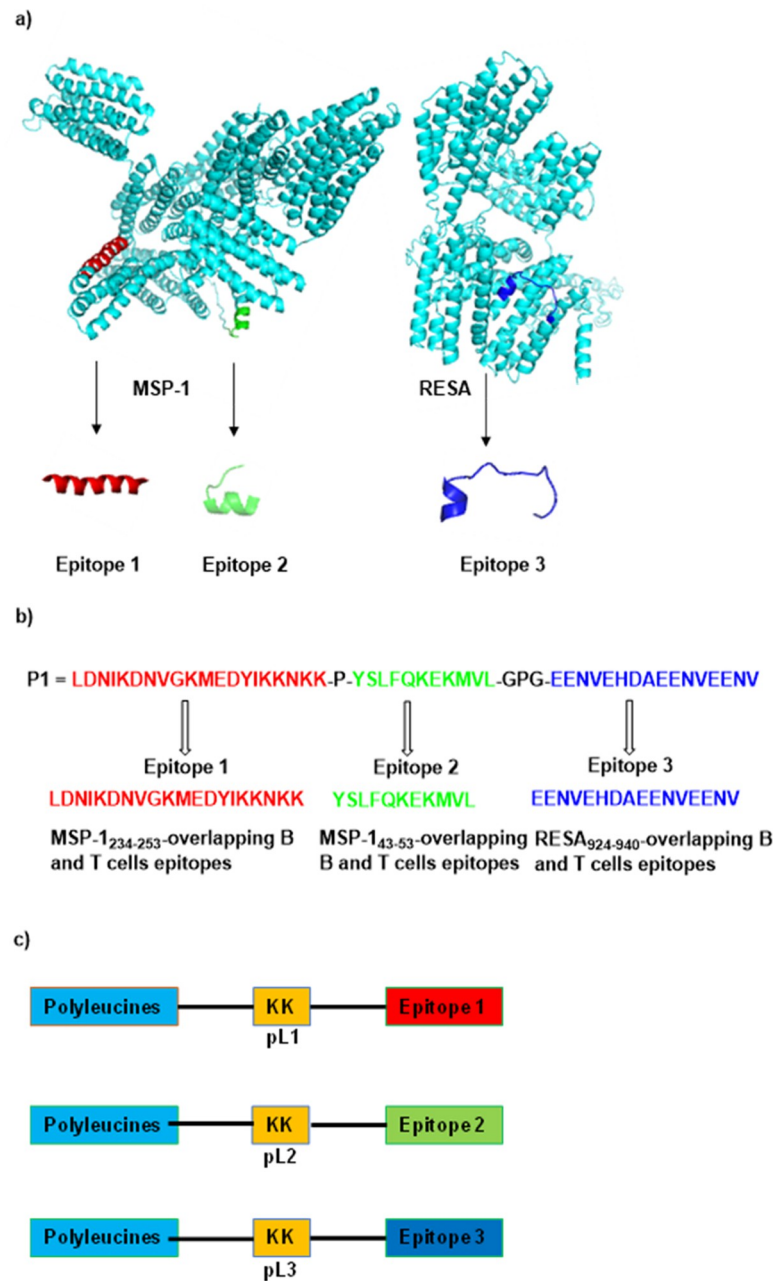 a)
MSP-1
RESA
Epitope 1
Epitope 2
Epitope 3
b)
P1 = LDNIKDNVGKMEDYIKKNKK-P-YSLFQKEKMVL-GPG-EENVEHDAEENVEENV
Epitope 1
Epitope 2
Epitope 3
LDNIKDNVGKMEDYIKKNKK
YSLFQKEKMVL
EENVEHDAEENVEENV
MSP-1234-253-overlapping B
and T cells epitopes
MSP-143-53-overlapping
B and T cells epitopes
RESA924-940-overlapping B
and T cells epitopes
c)
Polyleucines
KK
Epitope 1
pL1
Polyleucines
KK
Epitope 2
pL2
Polyleucines
KK
Epitope 3
pL3